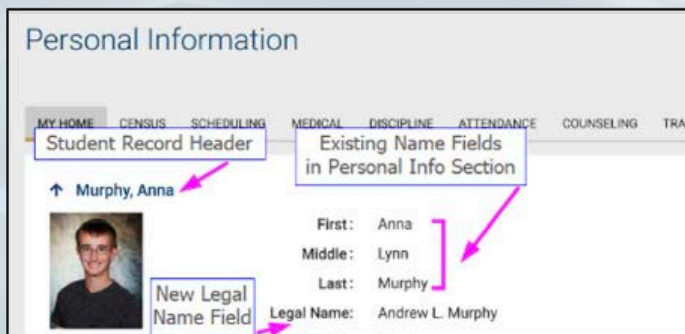 Personal Information
MY HOME CENSUS SCHEDULING MEDICAL DISCIPLINE ATTENDANCE COUNSELING TRA
Student Record Header
Existing Name Fields
in Personal Info Section
↑ Murphy, Anna
First: Anna
Middle: Lynn
Last: Murphy
New Legal
Name Field
Legal Name: Andrew L. Murphy